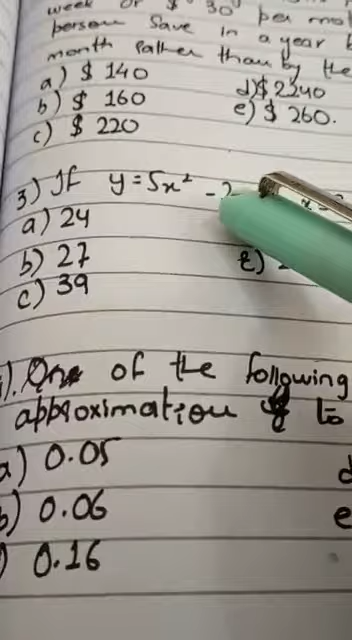 week or $ 30 per mo
person save in a year b
month rather than by the
a) $ 140
d) $ 2240
b) $ 160
e) $ 260.
c) $ 220
3) If y = 5x² - 2
a) 24
b) 27
c) 39
One of the following
approximation to
a) 0.05
d
b) 0.06
e
) 0.16